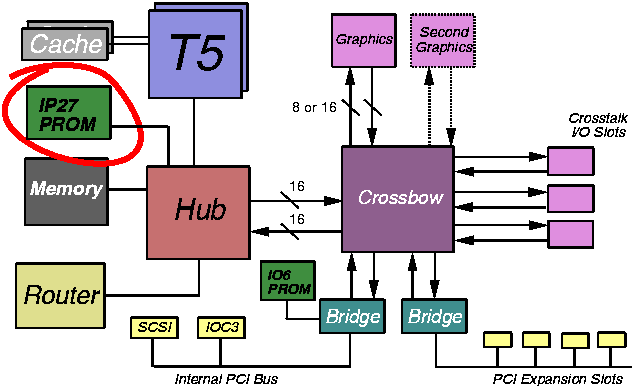 Cache
T5
IP27
PROM
Memory
Hub
Router
Graphics
Second
Graphics
8 or 16
16
16
Crossbow
Crosstalk
I/O Slots
IO6
PROM
Bridge
Bridge
SCSI
IOC3
Internal PCI Bus
PCI Expansion Slots